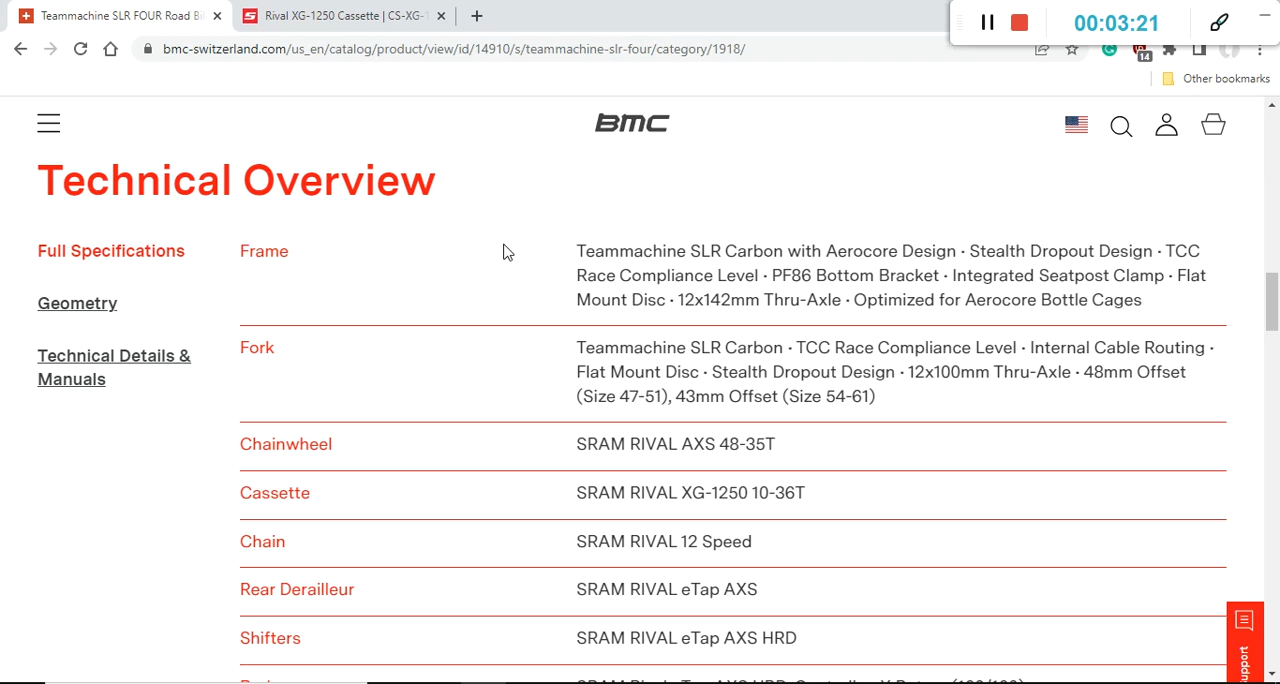 Teammachine SLR FOUR Road Bi
Rival XG-1250 Cassette | CS-XG-1
00:03:21
bmc-switzerland.com/us_en/catalog/product/view/id/14910/s/teammachine-slr-four/category/1918/
14
Other bookmarks
BMC
Technical Overview
Full Specifications
Geometry
Technical Details &
Manuals
Frame
Teammachine SLR Carbon with Aerocore Design · Stealth Dropout Design · TCC
Race Compliance Level · PF86 Bottom Bracket · Integrated Seatpost Clamp · Flat
Mount Disc · 12x142mm Thru-Axle · Optimized for Aerocore Bottle Cages
Fork
Teammachine SLR Carbon · TCC Race Compliance Level · Internal Cable Routing ·
Flat Mount Disc · Stealth Dropout Design · 12x100mm Thru-Axle · 48mm Offset
(Size 47-51), 43mm Offset (Size 54-61)
Chainwheel
SRAM RIVAL AXS 48-35T
Cassette
SRAM RIVAL XG-1250 10-36T
Chain
SRAM RIVAL 12 Speed
Rear Derailleur
SRAM RIVAL eTap AXS
Shifters
SRAM RIVAL eTap AXS HRD
upport